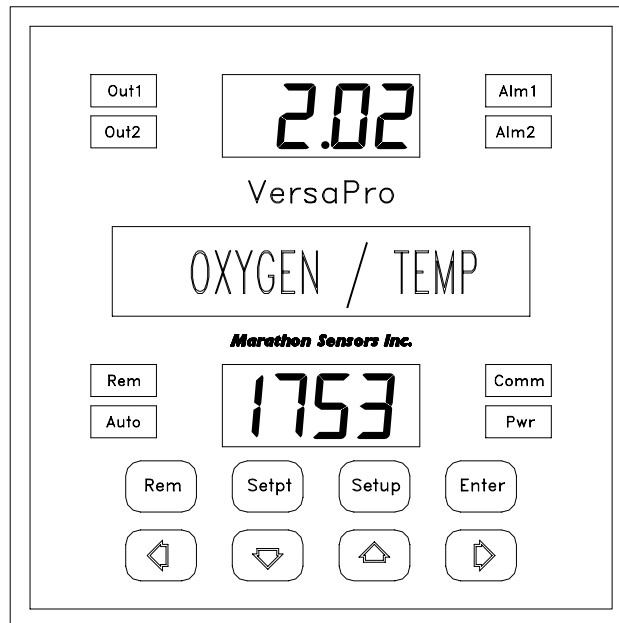 Out1
2.02
Alm1
Out2
Alm2
VersaPro
OXYGEN / TEMP
Marathon Sensors Inc.
Rem
1753
Comm
Auto
Pwr
Rem
Setpt
Setup
Enter